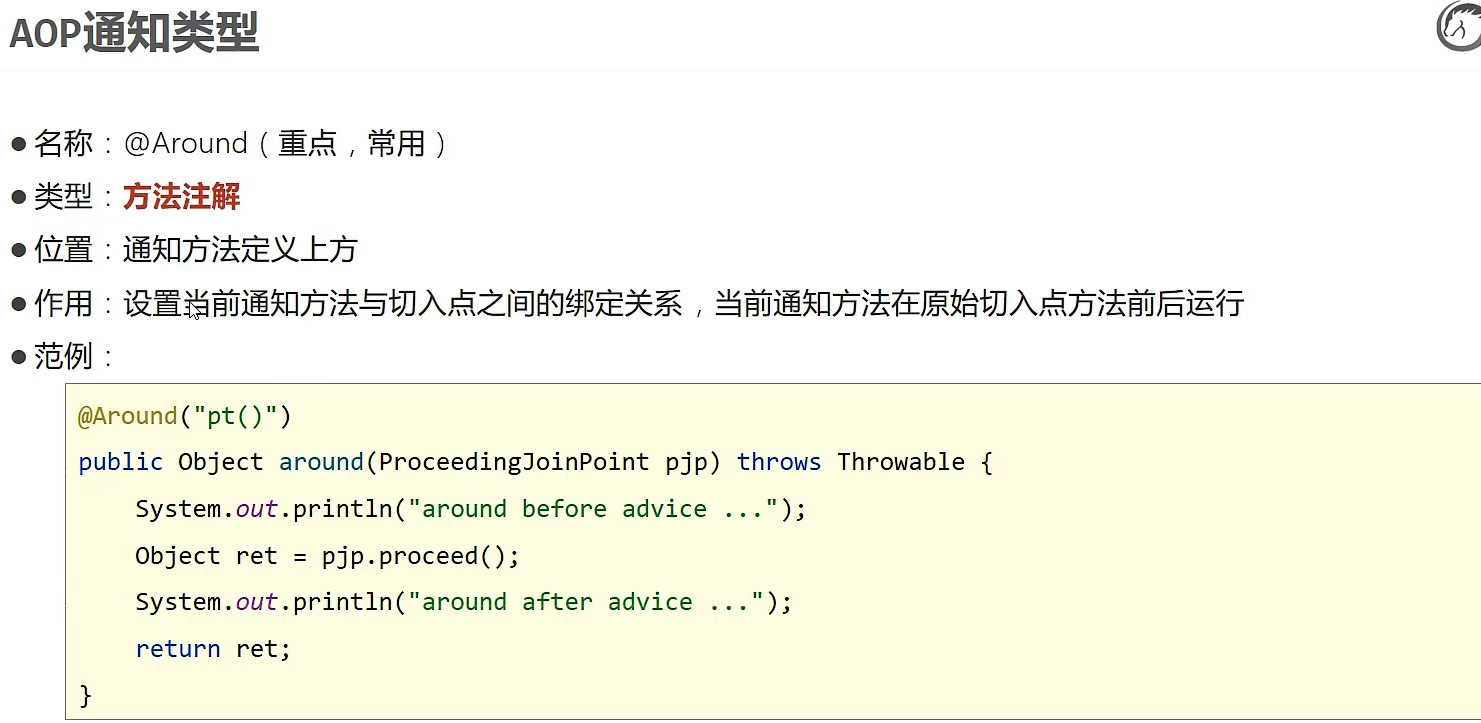 AOP通知类型
● 名称：@Around（重点，常用）
● 类型：方法注解
● 位置：通知方法定义上方
● 作用：设置当前通知方法与切入点之间的绑定关系，当前通知方法在原始切入点方法前后运行
● 范例：
@Around("pt()")
public Object around(ProceedingJoinPoint pjp) throws Throwable {
    System.out.println("around before advice ...");
    Object ret = pjp.proceed();
    System.out.println("around after advice ...");
    return ret;
}